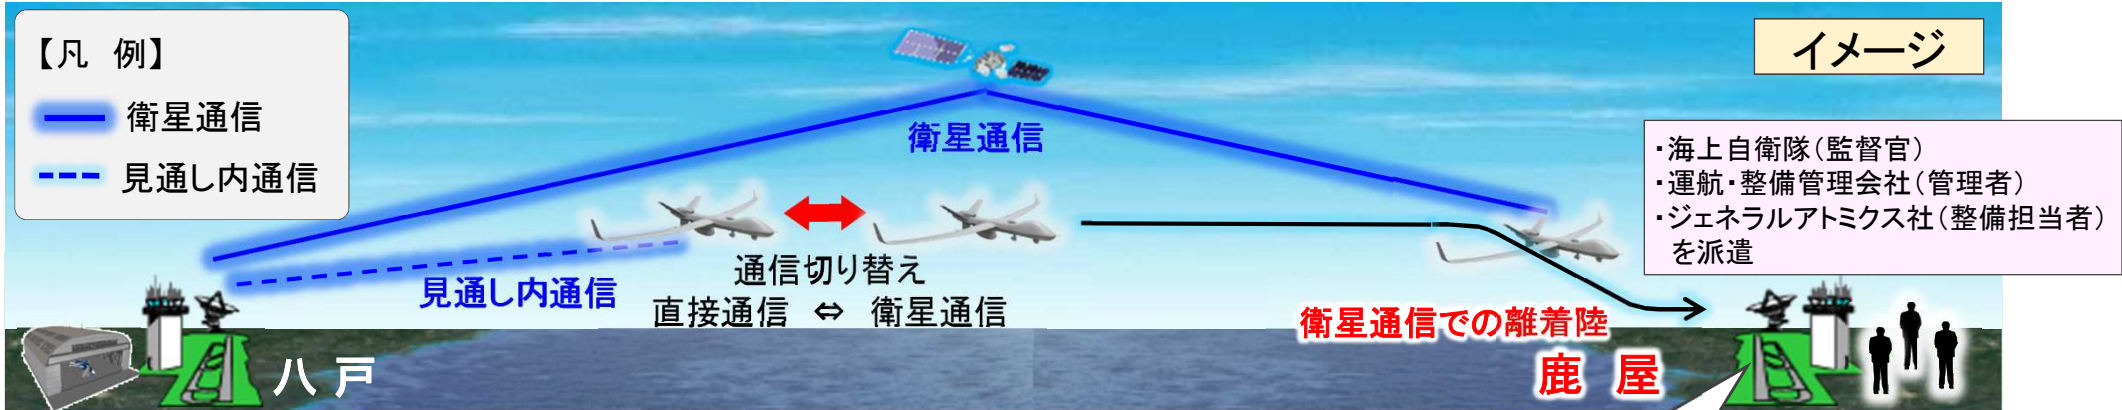 【凡 例】
衛星通信
見通し内通信
イメージ
衛星通信
・海上自衛隊（監督官）
・運航・整備管理会社（管理者）
・ジェネラルアトミクス社（整備担当者）
を派遣
見通し内通信
通信切り替え
直接通信 ⇔ 衛星通信
衛星通信での離着陸
八戸
鹿 屋